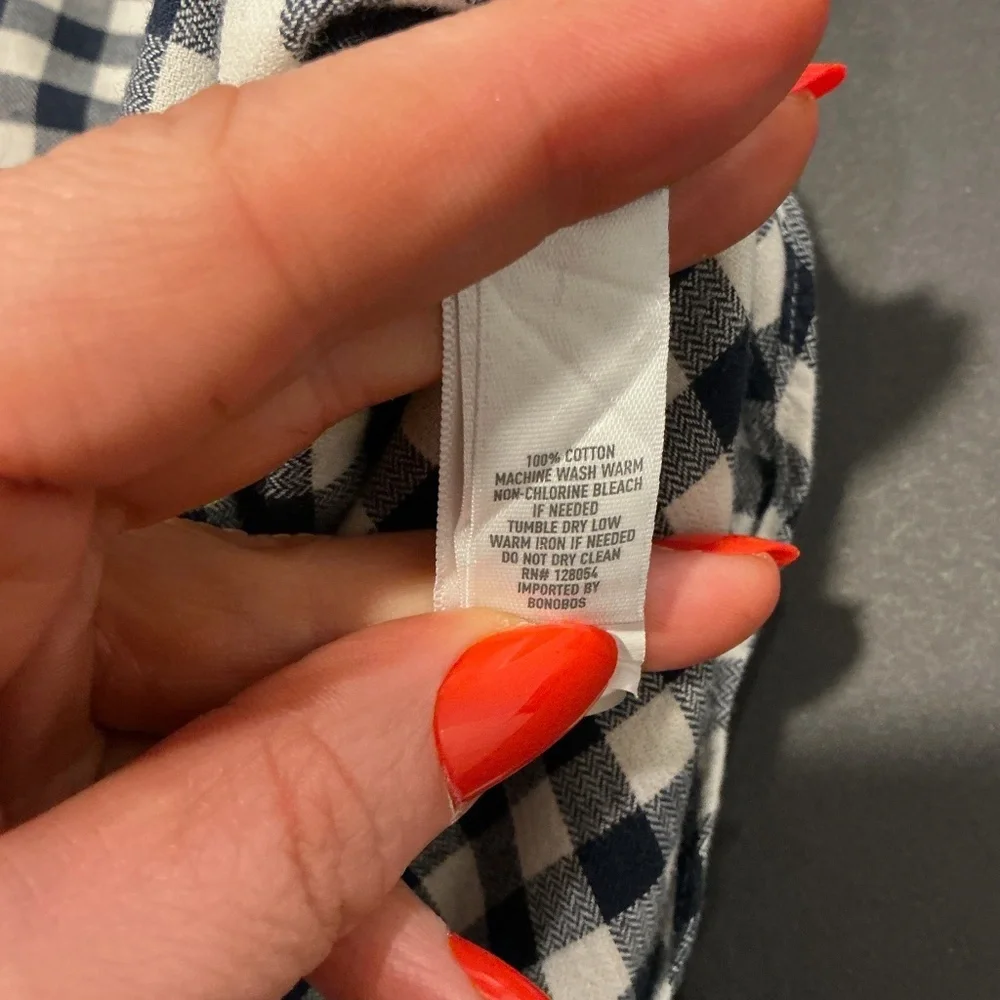 100% COTTON
MACHINE WASH WARM
NON-CHLORINE BLEACH
IF NEEDED
TUMBLE DRY LOW
WARM IRON IF NEEDED
DO NOT DRY CLEAN
RN# 128054
IMPORTED BY
BONOBOS